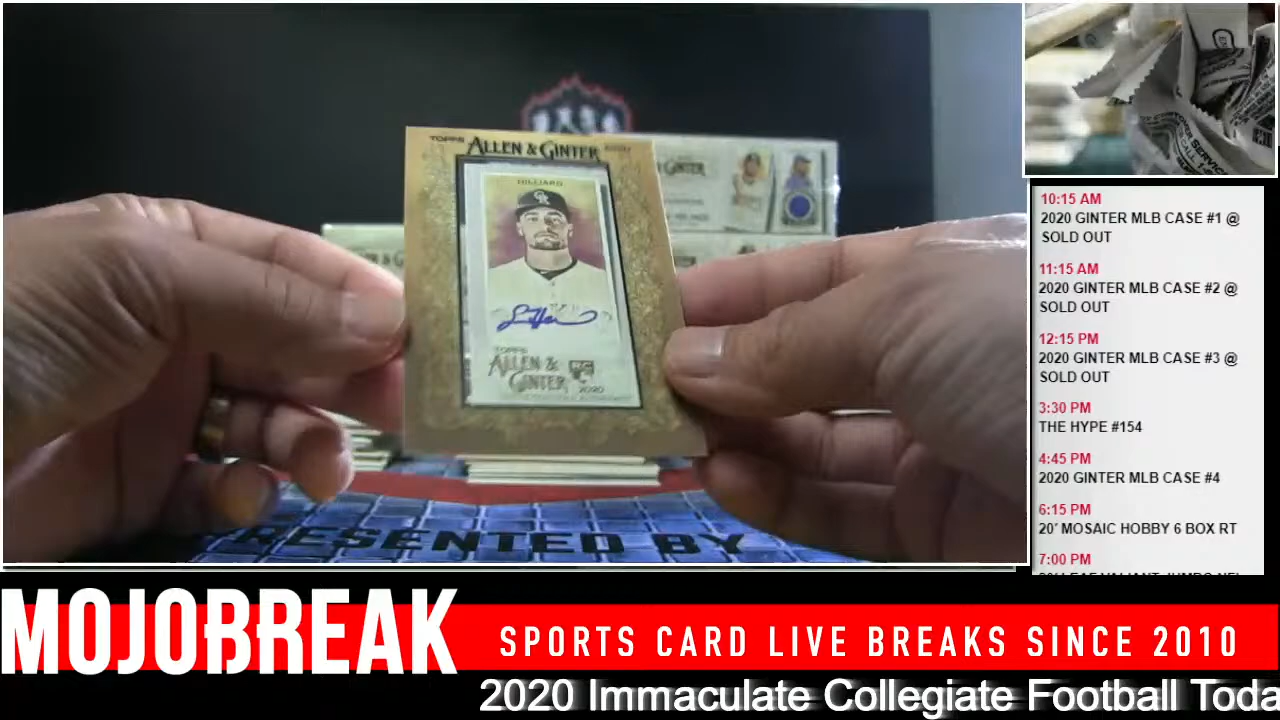 TOPPS
ALLEN & GINTER
HILLIARD
TOPPS
ALLEN &
GINTER
RC
2020
GINTER
CR
PRESENTED BY
10:15 AM
2020 GINTER MLB CASE #1 @
SOLD OUT
11:15 AM
2020 GINTER MLB CASE #2 @
SOLD OUT
12:15 PM
2020 GINTER MLB CASE #3 @
SOLD OUT
3:30 PM
THE HYPE #154
4:45 PM
2020 GINTER MLB CASE #4
6:15 PM
20' MOSAIC HOBBY 6 BOX RT
7:00 PM
MOJOBREAK
SPORTS CARD LIVE BREAKS SINCE 2010
2020 Immaculate Collegiate Football Toda